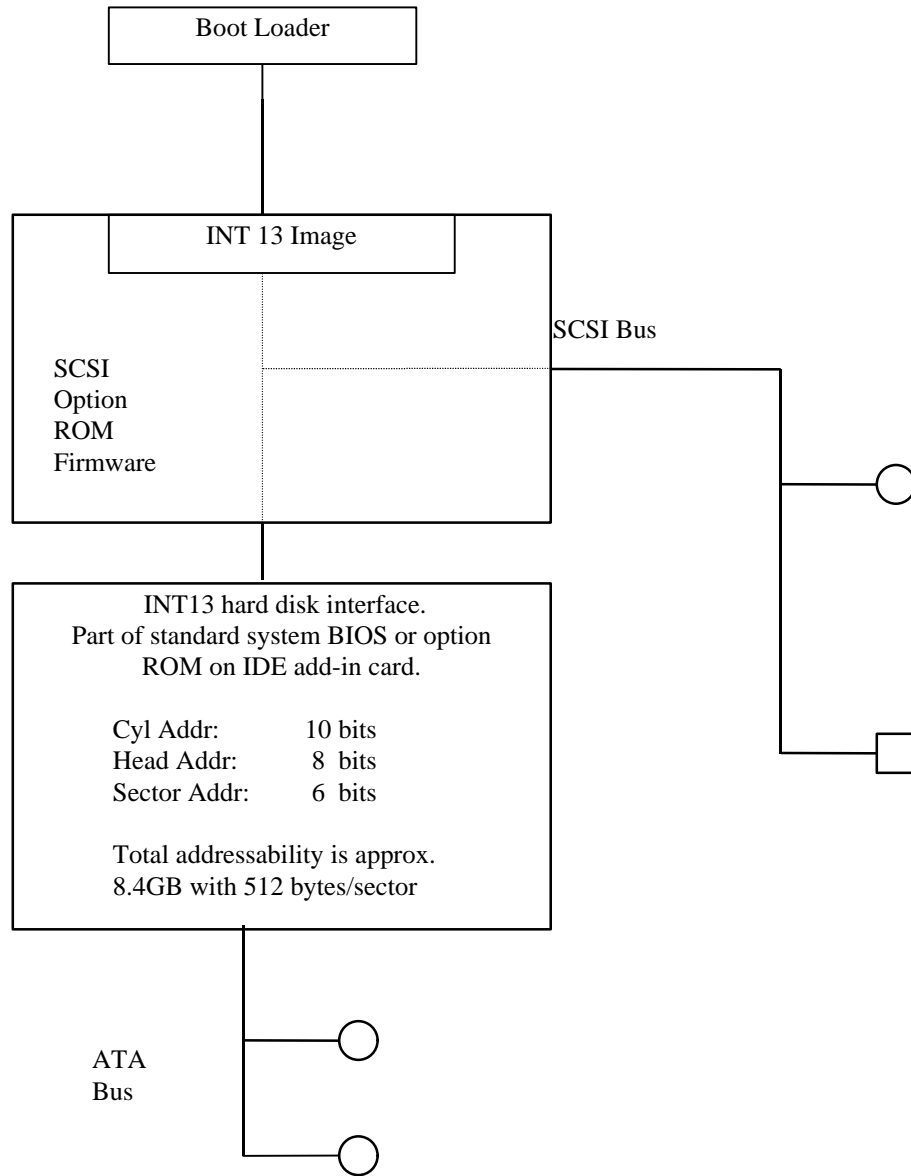 Boot Loader
INT 13 Image
SCSI Bus
SCSI
Option
ROM
Firmware
INT13 hard disk interface.
Part of standard system BIOS or option
ROM on IDE add-in card.
Cyl Addr: 10 bits
Head Addr: 8 bits
Sector Addr: 6 bits
Total addressability is approx.
8.4GB with 512 bytes/sector
ATA
Bus